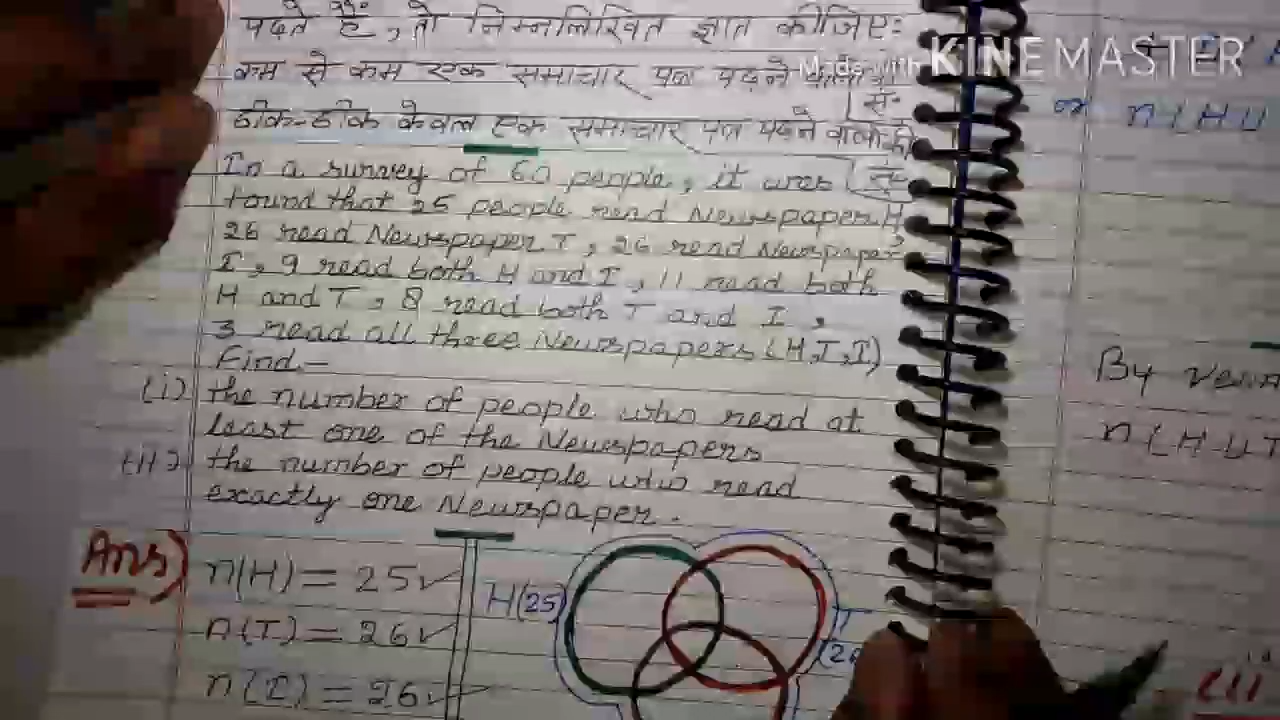 पढ़ते हैं, तो निम्नलिखित ज्ञात कीजिए:
कम से कम एक समाचार पत्र पढ़ने वालों की
सं.
ठीक-ठीक केवल एक समाचार पत्र पढ़ने वालों की
सं.
In a survey of 60 people, it was
found that 25 people read Newspaper H,
26 read Newspaper T, 26 read Newspaper
I, 9 read both H and I, 11 read both
H and T, 8 read both T and I,
3 read all three Newspapers (H,T,I)
Find:-
(i) the number of people who read at
least one of the Newspapers
(ii) the number of people who read
exactly one Newspaper.
Ans)
n(H) = 25✓
n(T) = 26✓
n(I) = 26✓
H(25)
T
Made with KINEMASTER
or n(H U
By Venn
n(H U T